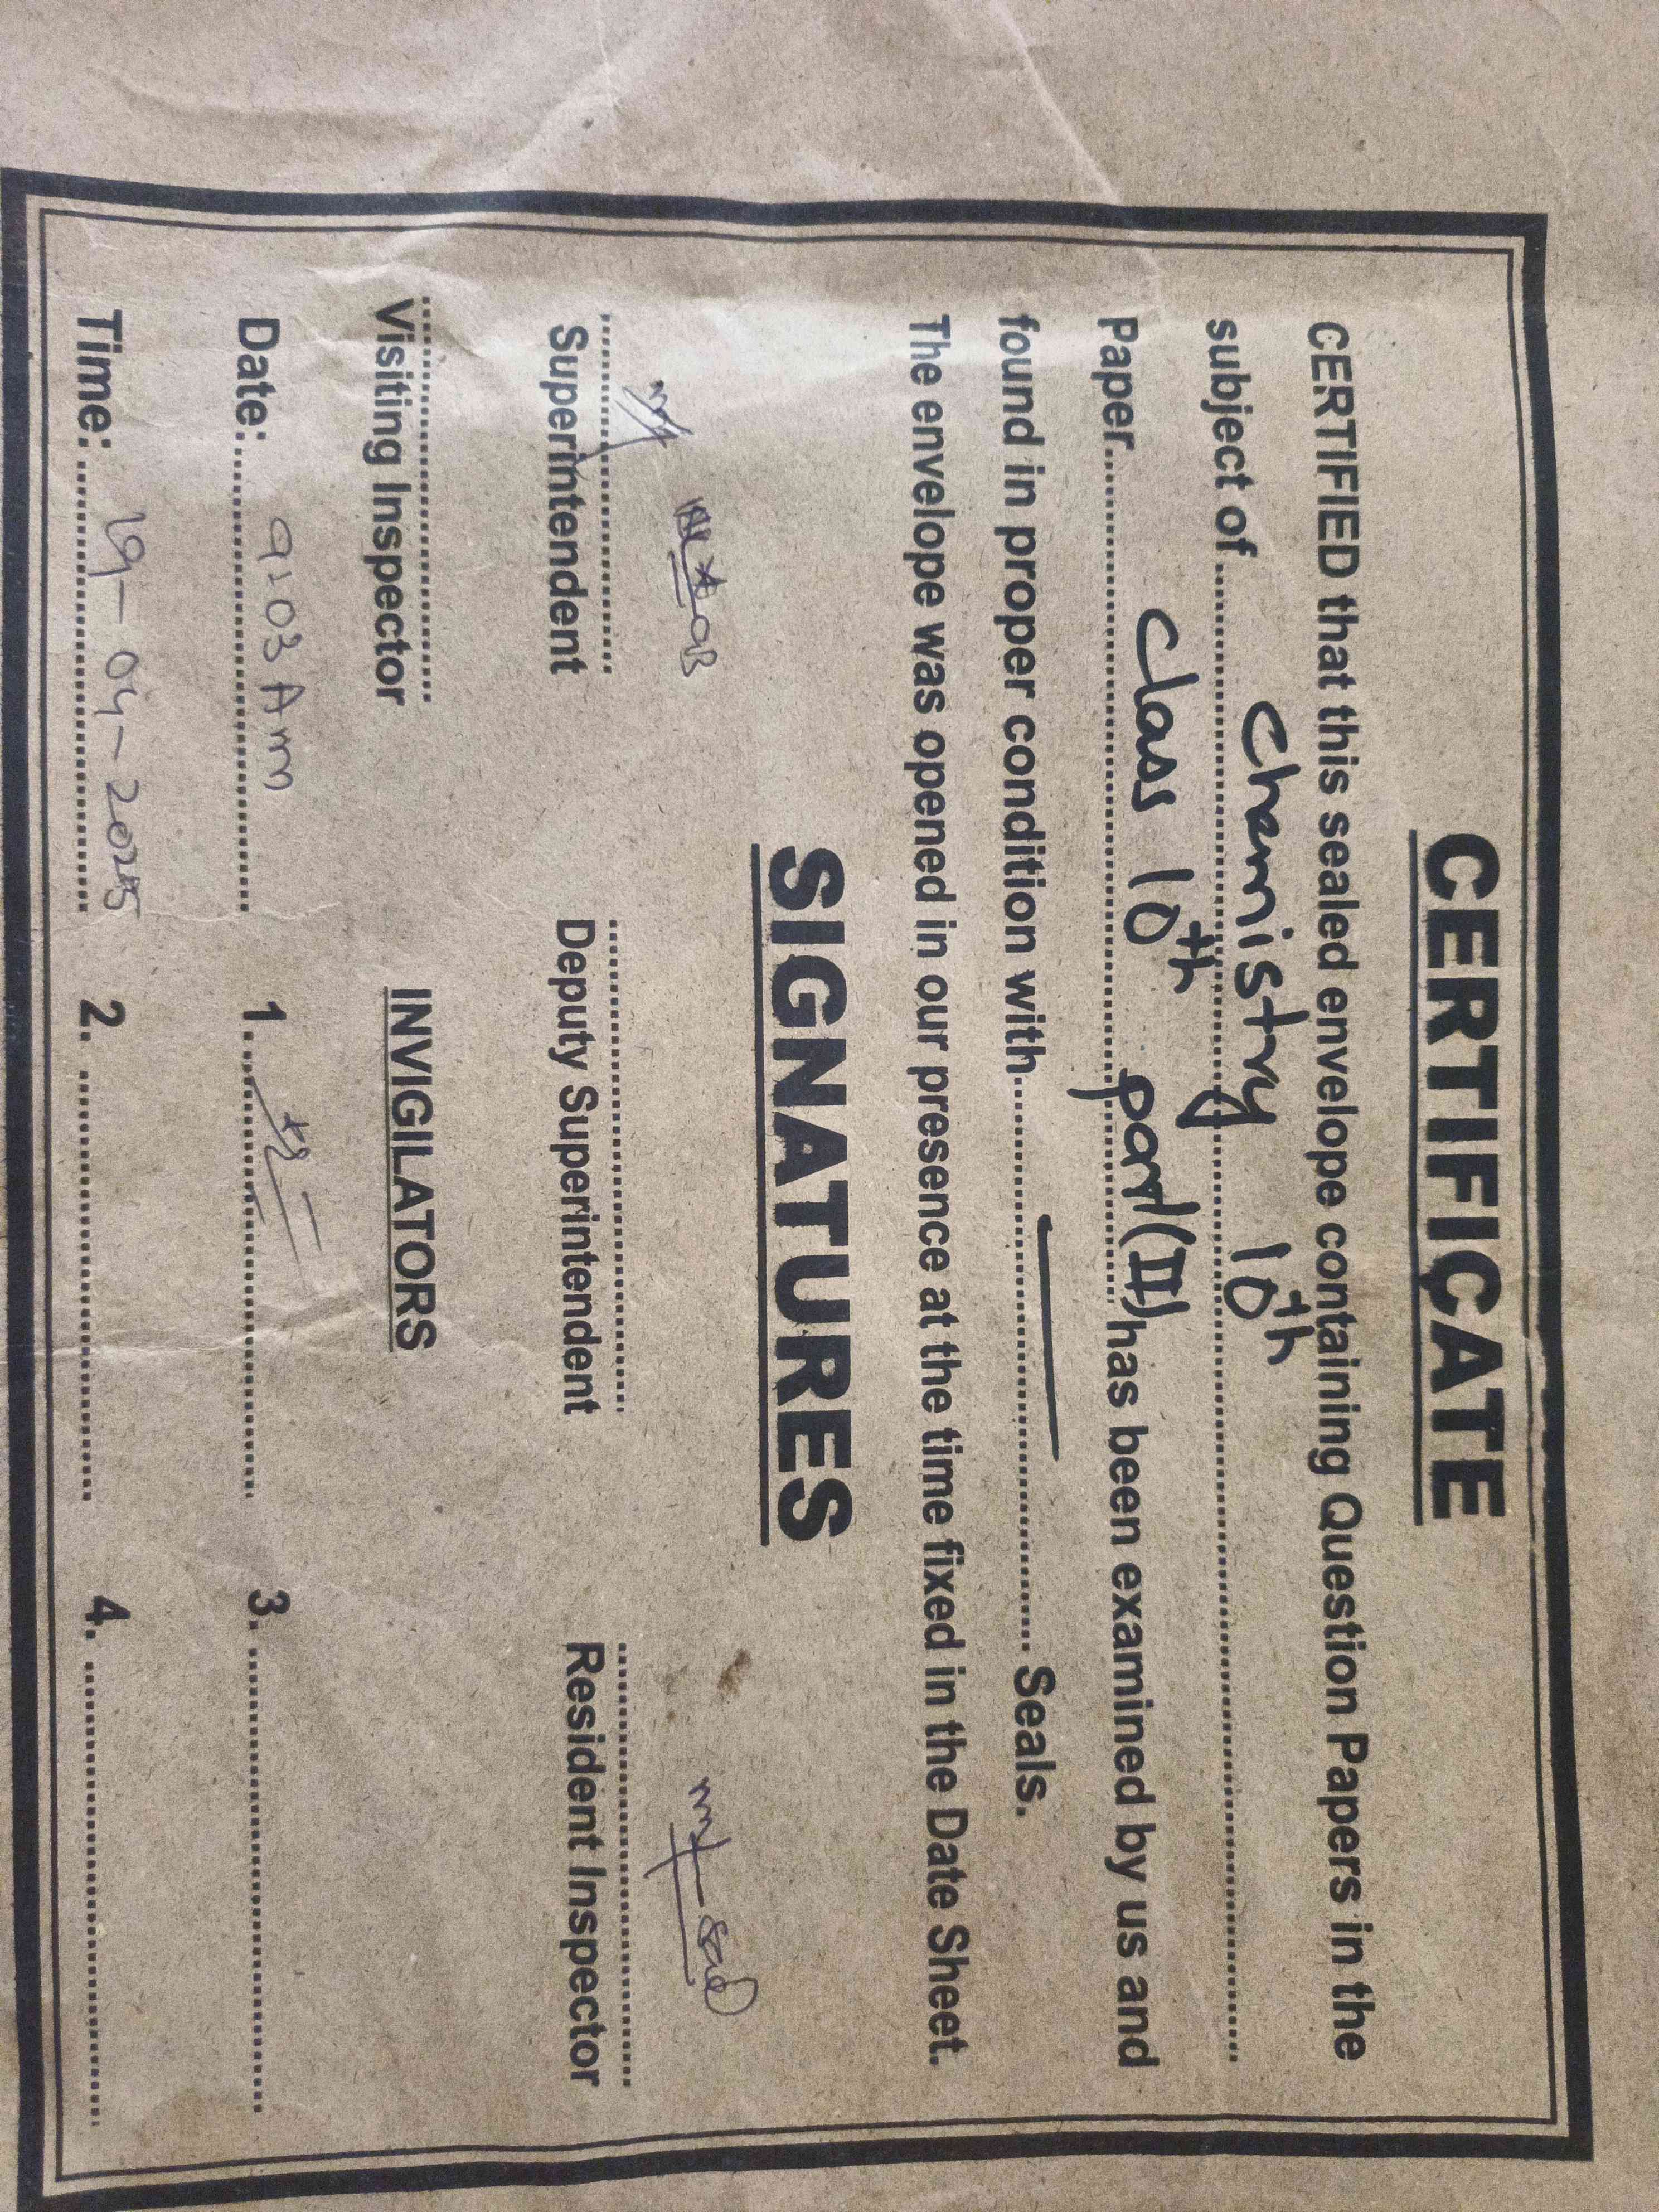 CERTIFICATE
CERTIFIED that this sealed envelope containing Question Papers in the
subject of Chemistry 10th
Paper Class 10th part (II) has been examined by us and
found in proper condition with — Seals.
The envelope was opened in our presence at the time fixed in the Date Sheet.
SIGNATURES
Superintendent Deputy Superintendent Resident Inspector
Visiting Inspector INVIGILATORS
Date: 9:03 Am 1. 3.
Time: 19-04-2025 2. 4.